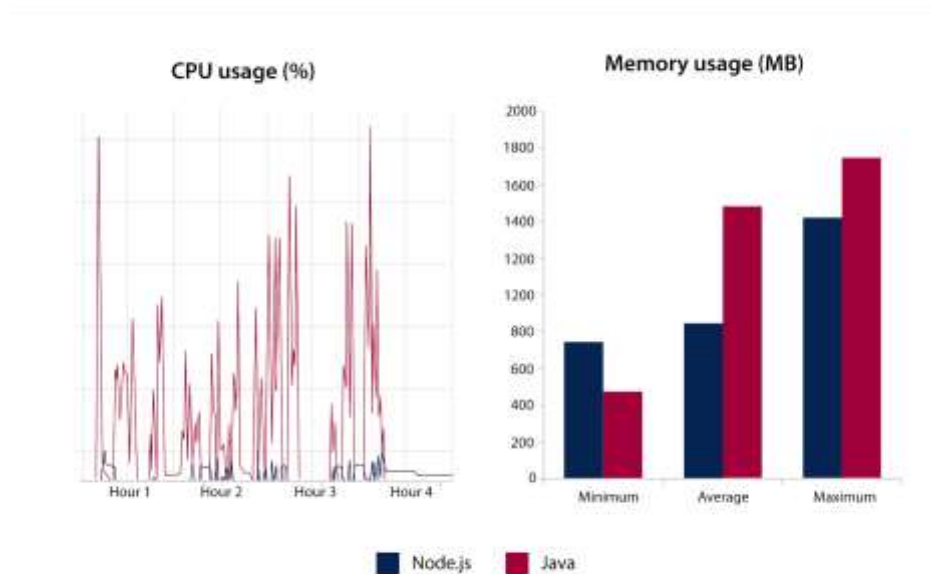 CPU usage (%)
Hour 1
Hour 2
Hour 3
Hour 4
Memory usage (MB)
2000
1800
1600
1400
1200
1200
800
600
400
200
0
Minimum
Average
Maximum
Node.js
Java